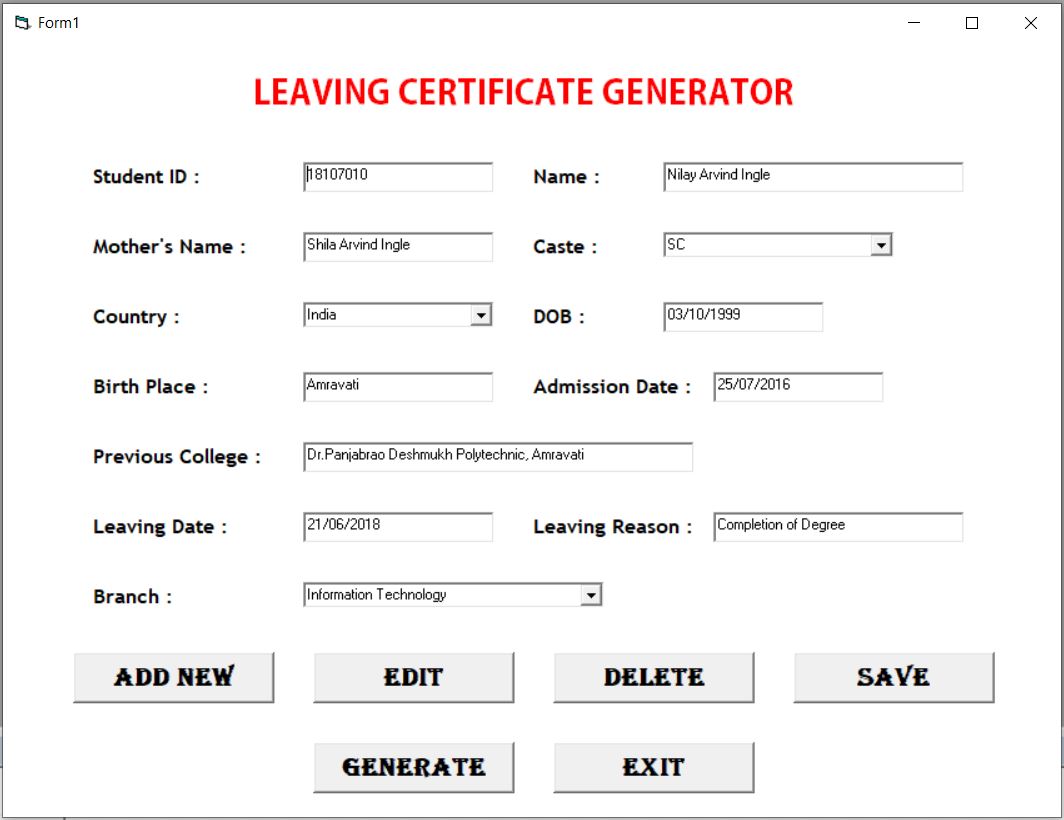 Form1
LEAVING CERTIFICATE GENERATOR
Student ID : 18107010 Name : Nilay Arvind Ingle
Mother's Name : Shila Arvind Ingle Caste : SC
Country : India DOB : 03/10/1999
Birth Place : Amravati Admission Date : 25/07/2016
Previous College : Dr.Panjabrao Deshmukh Polytechnic, Amravati
Leaving Date : 21/06/2018 Leaving Reason : Completion of Degree
Branch : Information Technology
ADD NEW EDIT DELETE SAVE
GENERATE EXIT